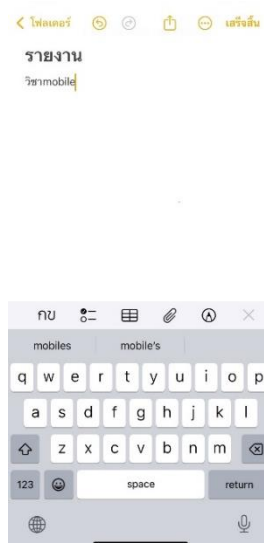 โฟลเดอร์ เสร็จสิ้น
รายงาน
วิชาmobile
กข
mobiles mobile's
q w e r t y u i o p
a s d f g h j k l
z x c v b n m
123 space return